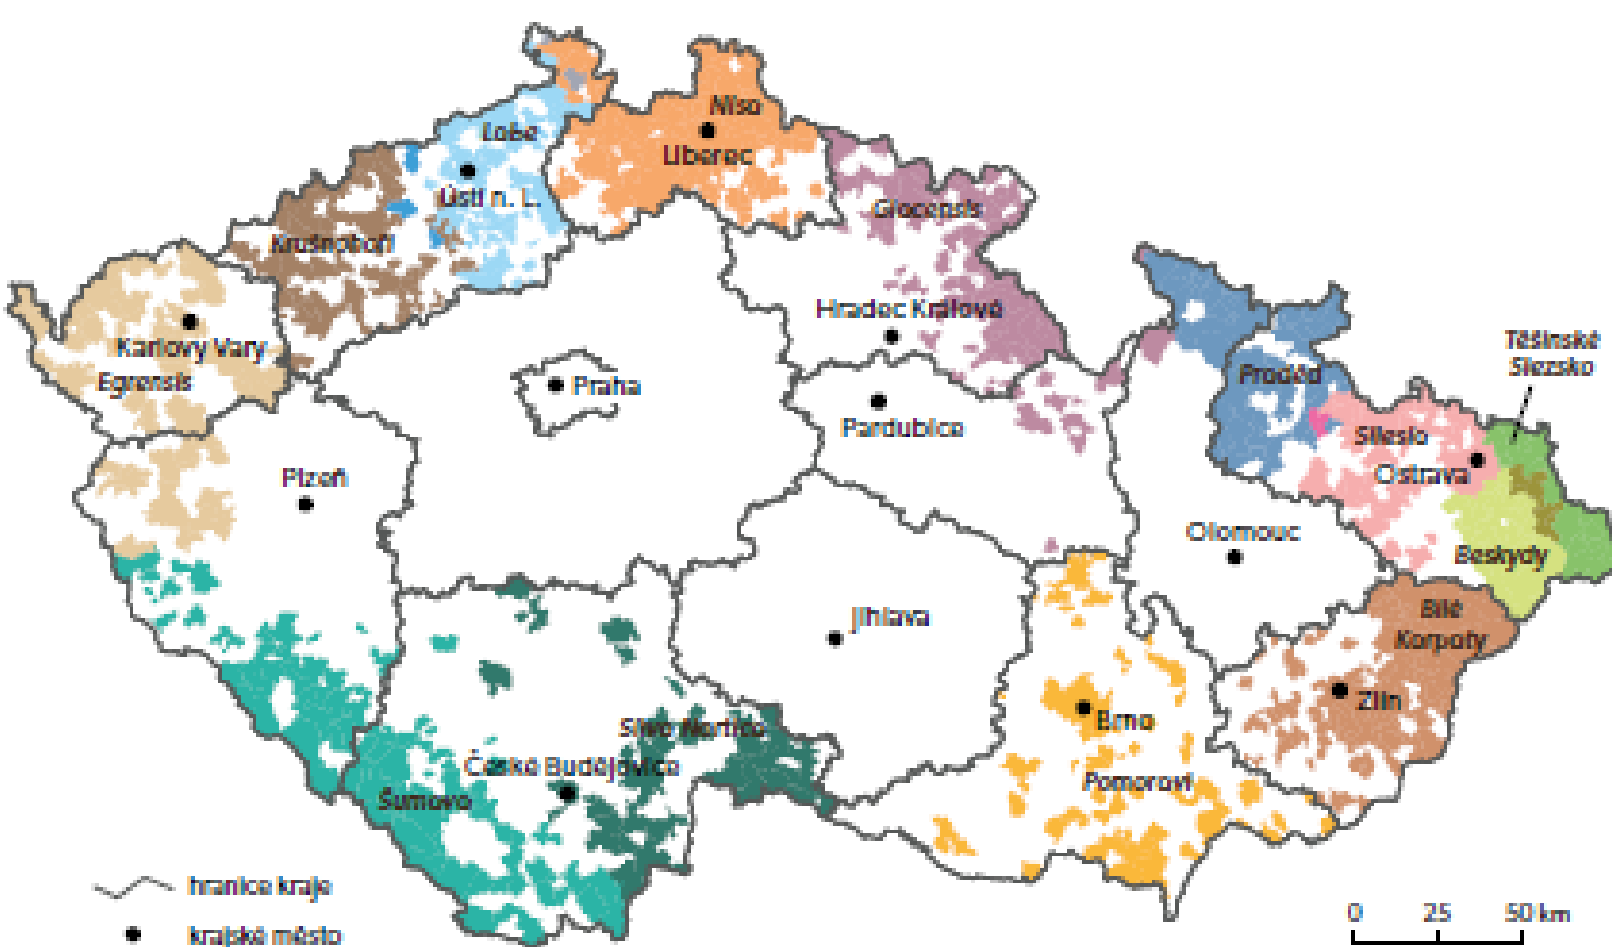 Nisa
Labe
Liberec
Ústí n. L.
Glacensis
Krušnohoří
Hradec Králové
Karlovy Vary
Egrensis
Praha
Pardubice
Těšínské
Slezsko
Praděd
Silesia
Ostrava
Plzeň
Olomouc
Beskydy
Jihlava
Bílé
Karpaty
Zlín
Brno
Silva Nortica
České Budějovice
Pomoraví
Šumava
hranice kraje
krajské město
0 25 50 km